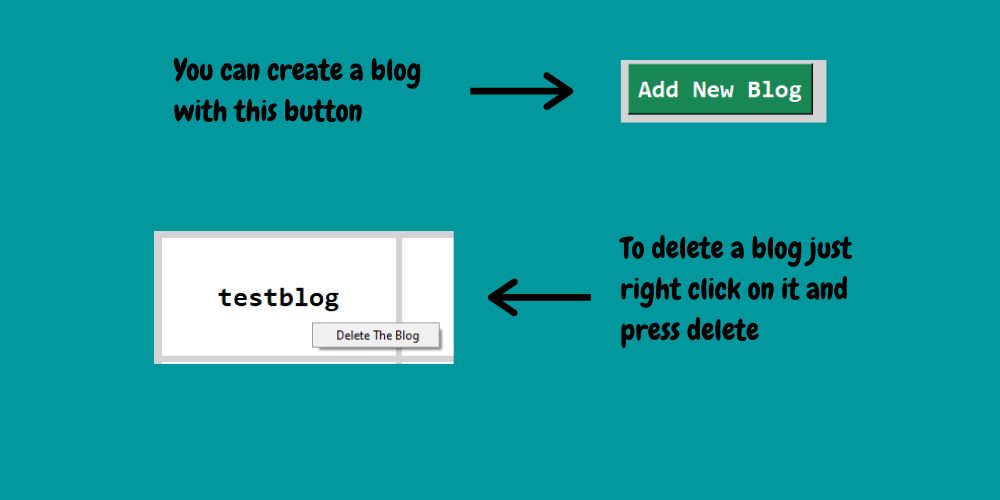 You can create a blog
with this button
Add New Blog
testblog
Delete The Blog
To delete a blog just
right click on it and
press delete